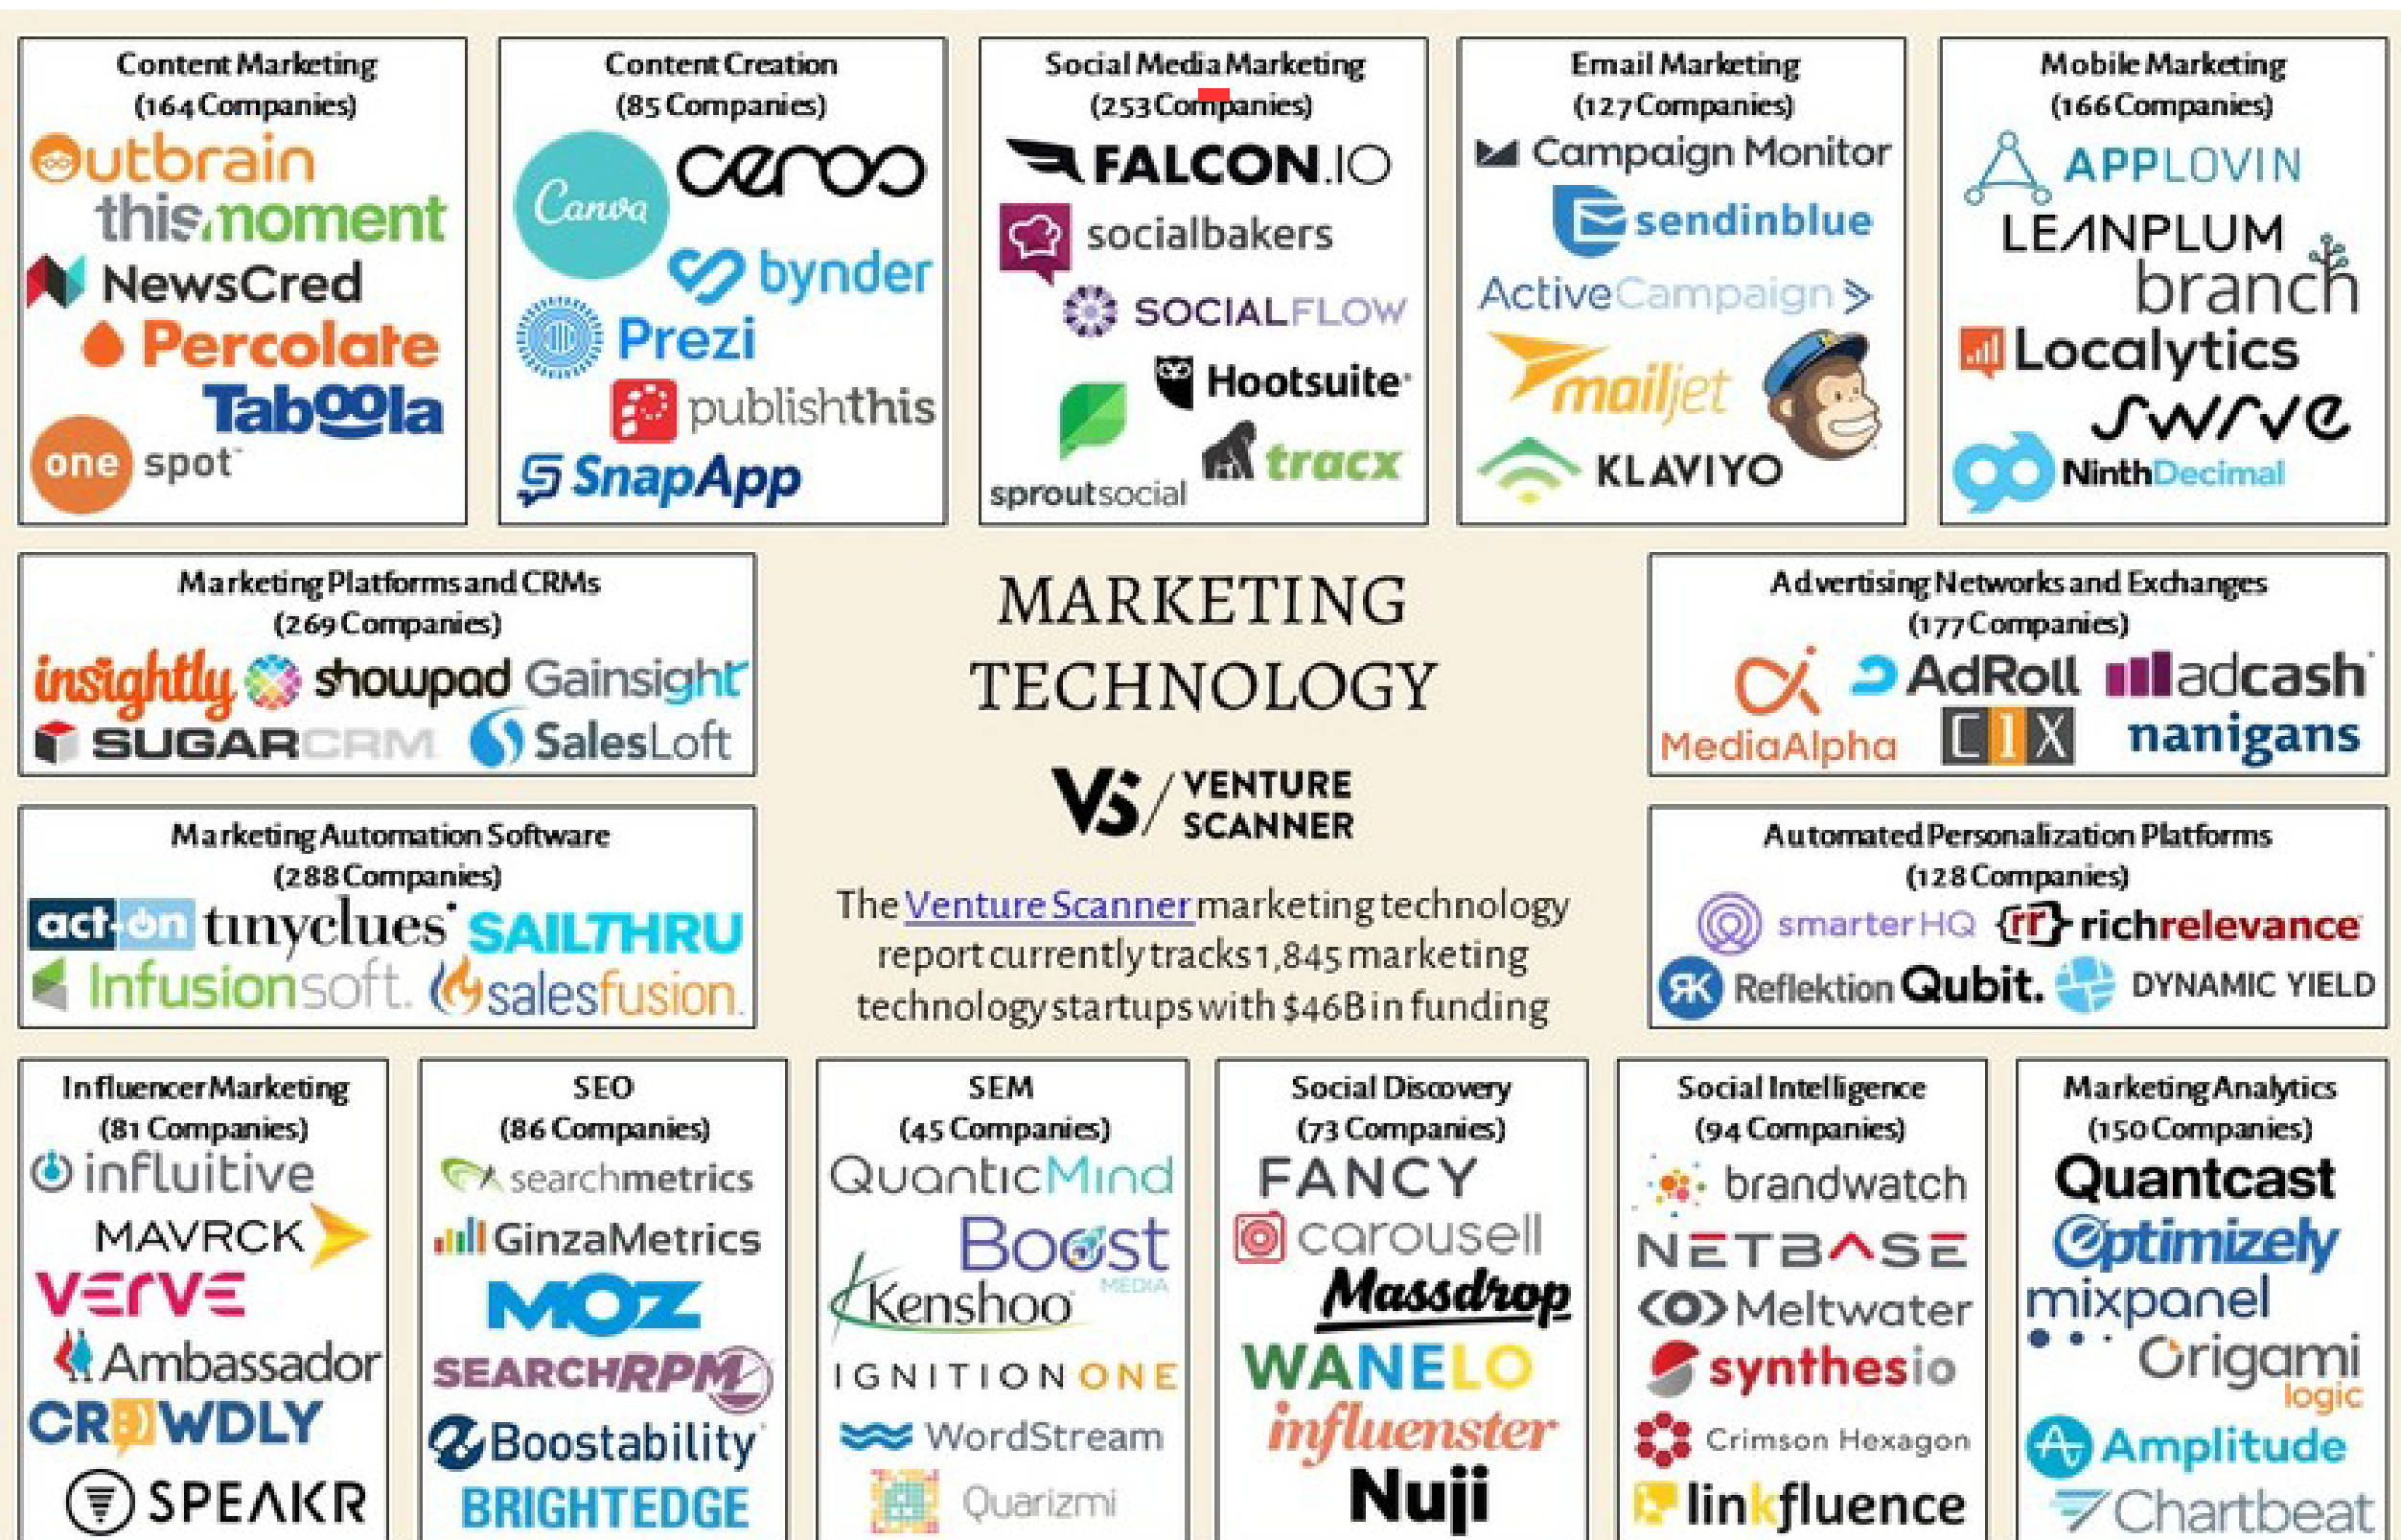 Content Marketing
(164 Companies)
Outbrain
thismoment
NewsCred
Percolate
Taboola
one spot
Content Creation
(85 Companies)
Canva
ceros
bynder
Prezi
publishthis
SnapApp
Social Media Marketing
(253 Companies)
FALCON.IO
socialbakers
SOCIALFLOW
Hootsuite
tracx
sproutsocial
Email Marketing
(127 Companies)
Campaign Monitor
sendinblue
ActiveCampaign
mailjet
KLAVIYO
Mobile Marketing
(166 Companies)
APPLOVIN
LEANPLUM
branch
Localytics
swrve
NinthDecimal
Marketing Platforms and CRMs
(269 Companies)
insightly showpad Gainsight
SUGARCRM SalesLoft
MARKETING
TECHNOLOGY
VS / VENTURE
SCANNER
The Venture Scanner marketing technology
report currently tracks 1,845 marketing
technology startups with $46B in funding
Advertising Networks and Exchanges
(177 Companies)
AdRoll adcash
MediaAlpha C1X nanigans
Marketing Automation Software
(288 Companies)
act-on tinyclues SAILTHRU
Infusionsoft. salesfusion.
Automated Personalization Platforms
(128 Companies)
smarterHQ {rr} richrelevance
RK Reflektion Qubit. DYNAMIC YIELD
Influencer Marketing
(81 Companies)
influitive
MAVRCK
VERVE
Ambassador
CROWDLY
SPEAKR
SEO
(86 Companies)
searchmetrics
GinzaMetrics
MOZ
SEARCHRPM
Boostability
BRIGHTEDGE
SEM
(45 Companies)
QuanticMind
Boost
MEDIA
Kenshoo
IGNITIONONE
WordStream
Quarizmi
Social Discovery
(73 Companies)
FANCY
carousell
Massdrop
WANELO
influenster
Nuji
Social Intelligence
(94 Companies)
brandwatch
NETBASE
Meltwater
synthesio
Crimson Hexagon
linkfluence
Marketing Analytics
(150 Companies)
Quantcast
Optimizely
mixpanel
Origami
logic
Amplitude
Chartbeat